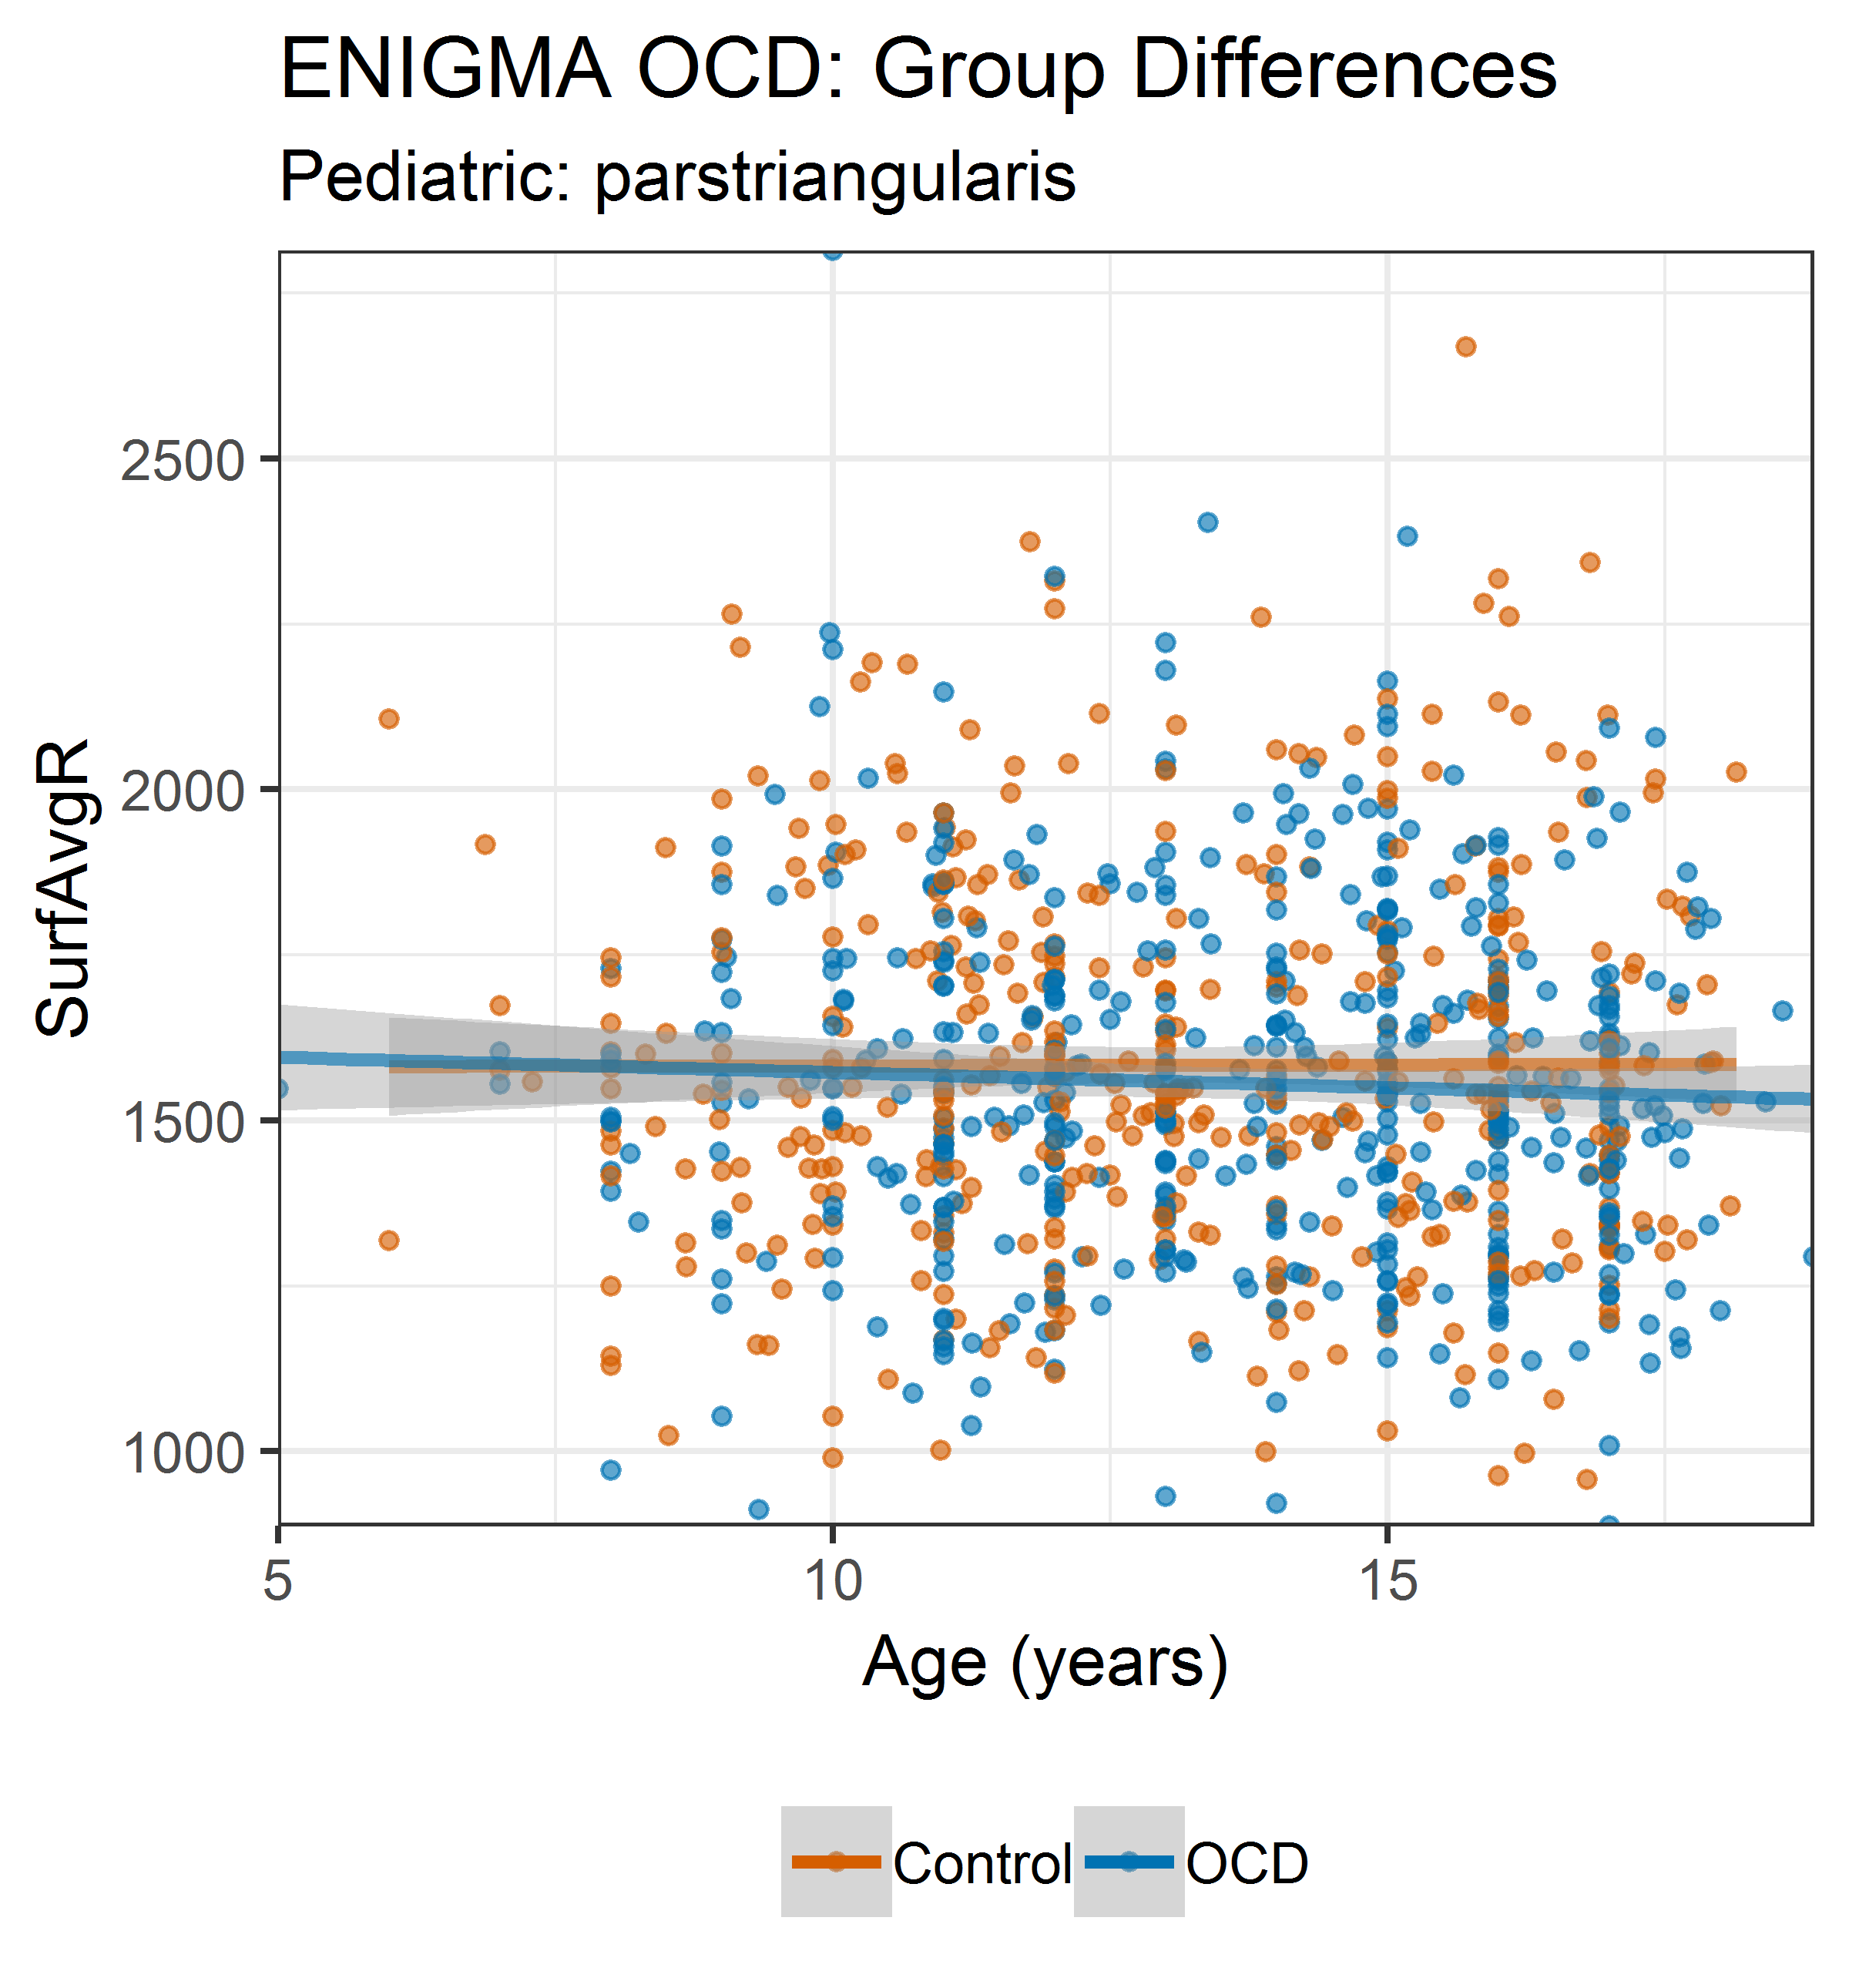 ENIGMA OCD: Group Differences
Pediatric: parstriangularis
SurfAvgR
2500
2000
1500
1000
5 10 15
Age (years)
Control OCD